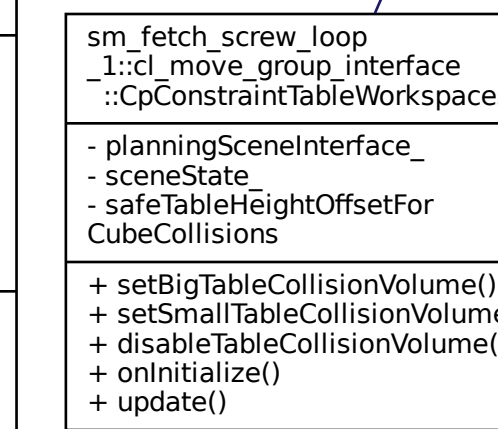 sm_fetch_screw_loop
_1::cl_move_group_interface
::CpConstraintTableWorkspace
- planningSceneInterface_
- sceneState_
- safeTableHeightOffsetFor
CubeCollisions
+ setBigTableCollisionVolume()
+ setSmallTableCollisionVolume
+ disableTableCollisionVolume(
+ onInitialize()
+ update()